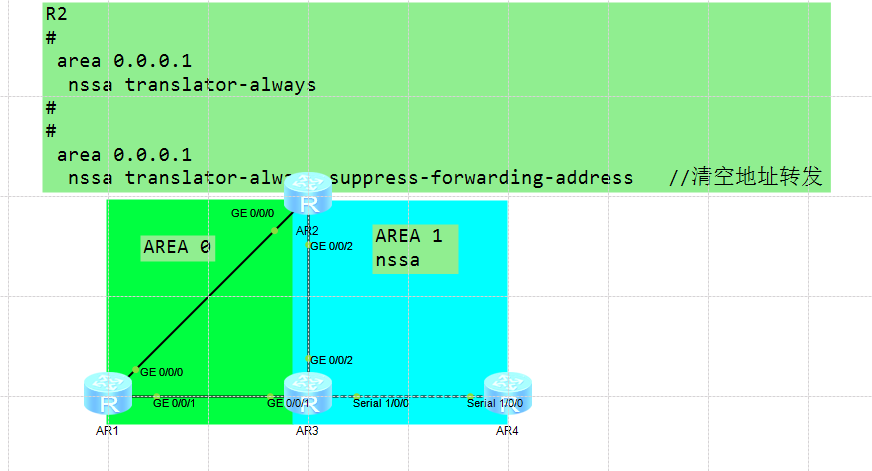 R2
#
area 0.0.0.1
nssa translator-always
#
#
area 0.0.0.1
nssa translator-alw suppress-forwarding-address //清空地址转发
GE 0/0/0
AR2
AREA 0
AREA 1
nssa
GE 0/0/2
GE 0/0/2
GE 0/0/0
R
R
R
R
GE 0/0/1
GE 0/0/1
Serial 1/0/0
Serial 1/0/0
AR1
AR3
AR4